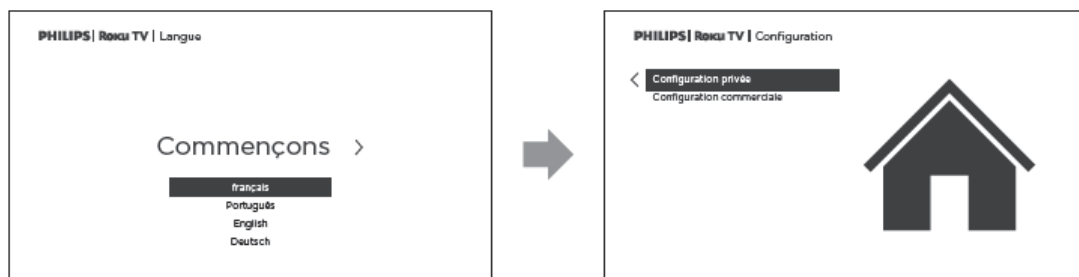 PHILIPS| Roku TV | Langue
Commençons >
français
Português
English
Deutsch
PHILIPS| Roku TV | Configuration
< Configuration privée
Configuration commerciale